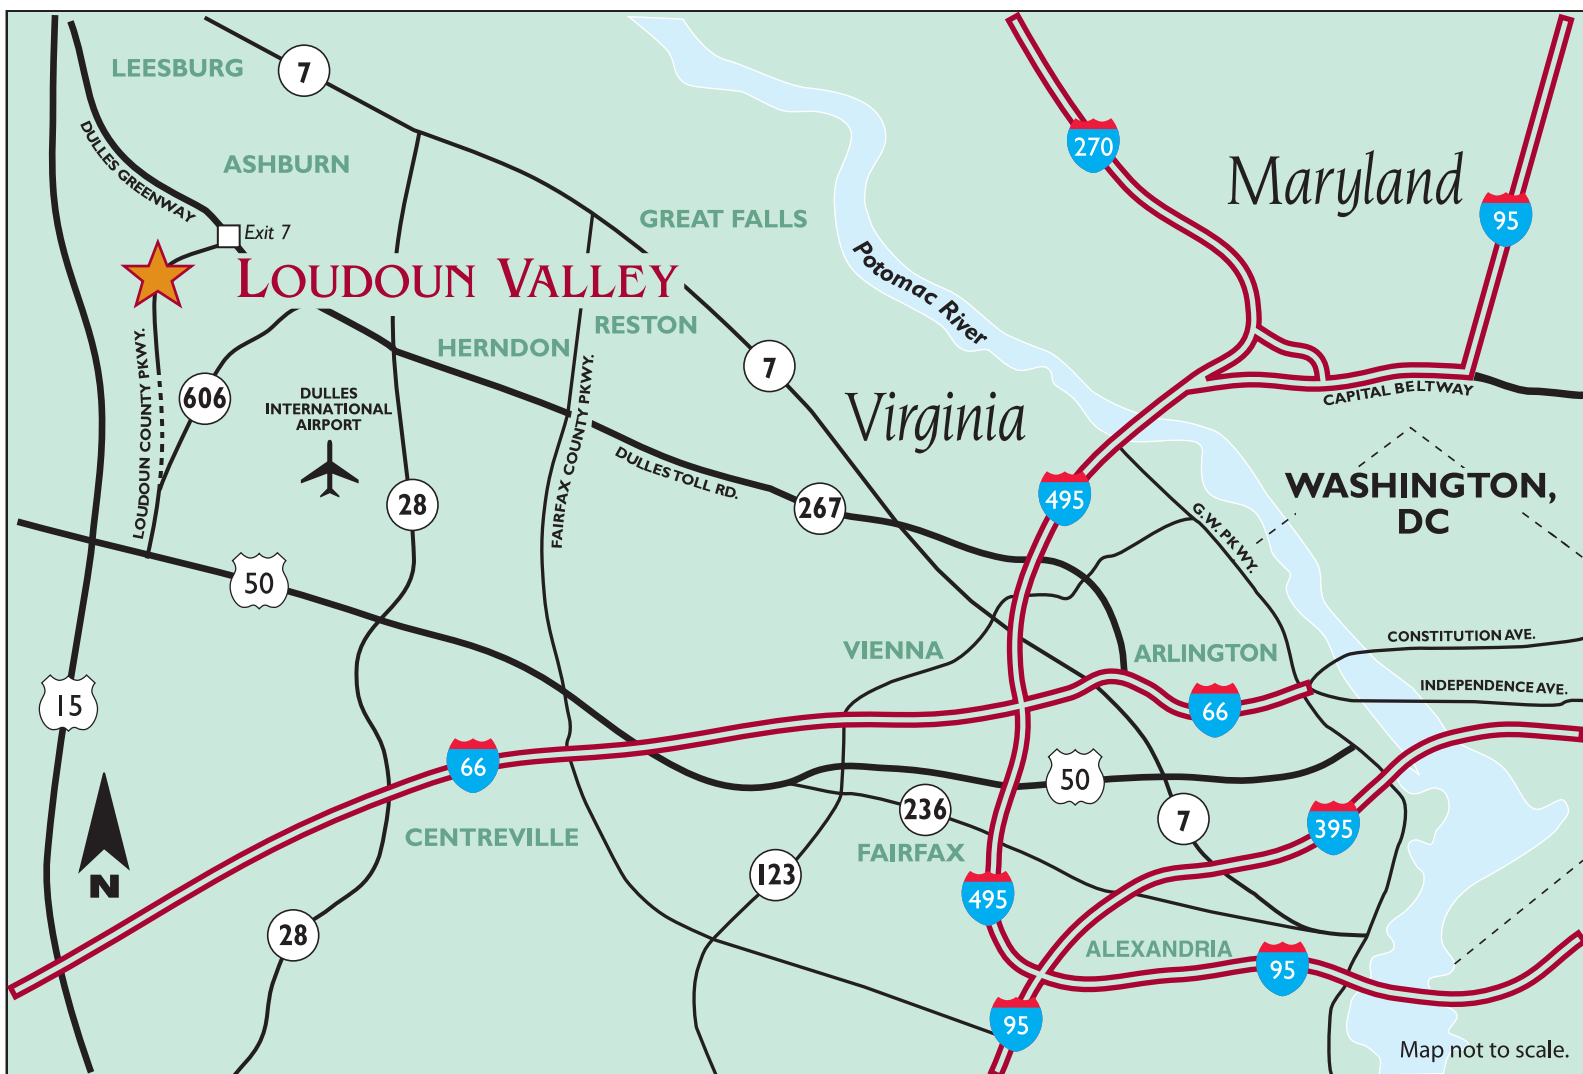 LEESBURG
7
270
DULLES GREENWAY
ASHBURN
Maryland
95
GREAT FALLS
Exit 7
Potomac River
LOUDOUN VALLEY
RESTON
HERNDON
LOUDOUN COUNTY PKWY.
606
DULLES
INTERNATIONAL
AIRPORT
FAIRFAX COUNTY PKWY.
7
Virginia
CAPITAL BELTWAY
DULLES TOLL RD.
28
267
495
G.W. PKWY.
WASHINGTON,
DC
50
VIENNA
ARLINGTON
CONSTITUTION AVE.
INDEPENDENCE AVE.
15
66
66
50
236
7
395
CENTREVILLE
FAIRFAX
123
N
495
28
ALEXANDRIA
95
95
Map not to scale.